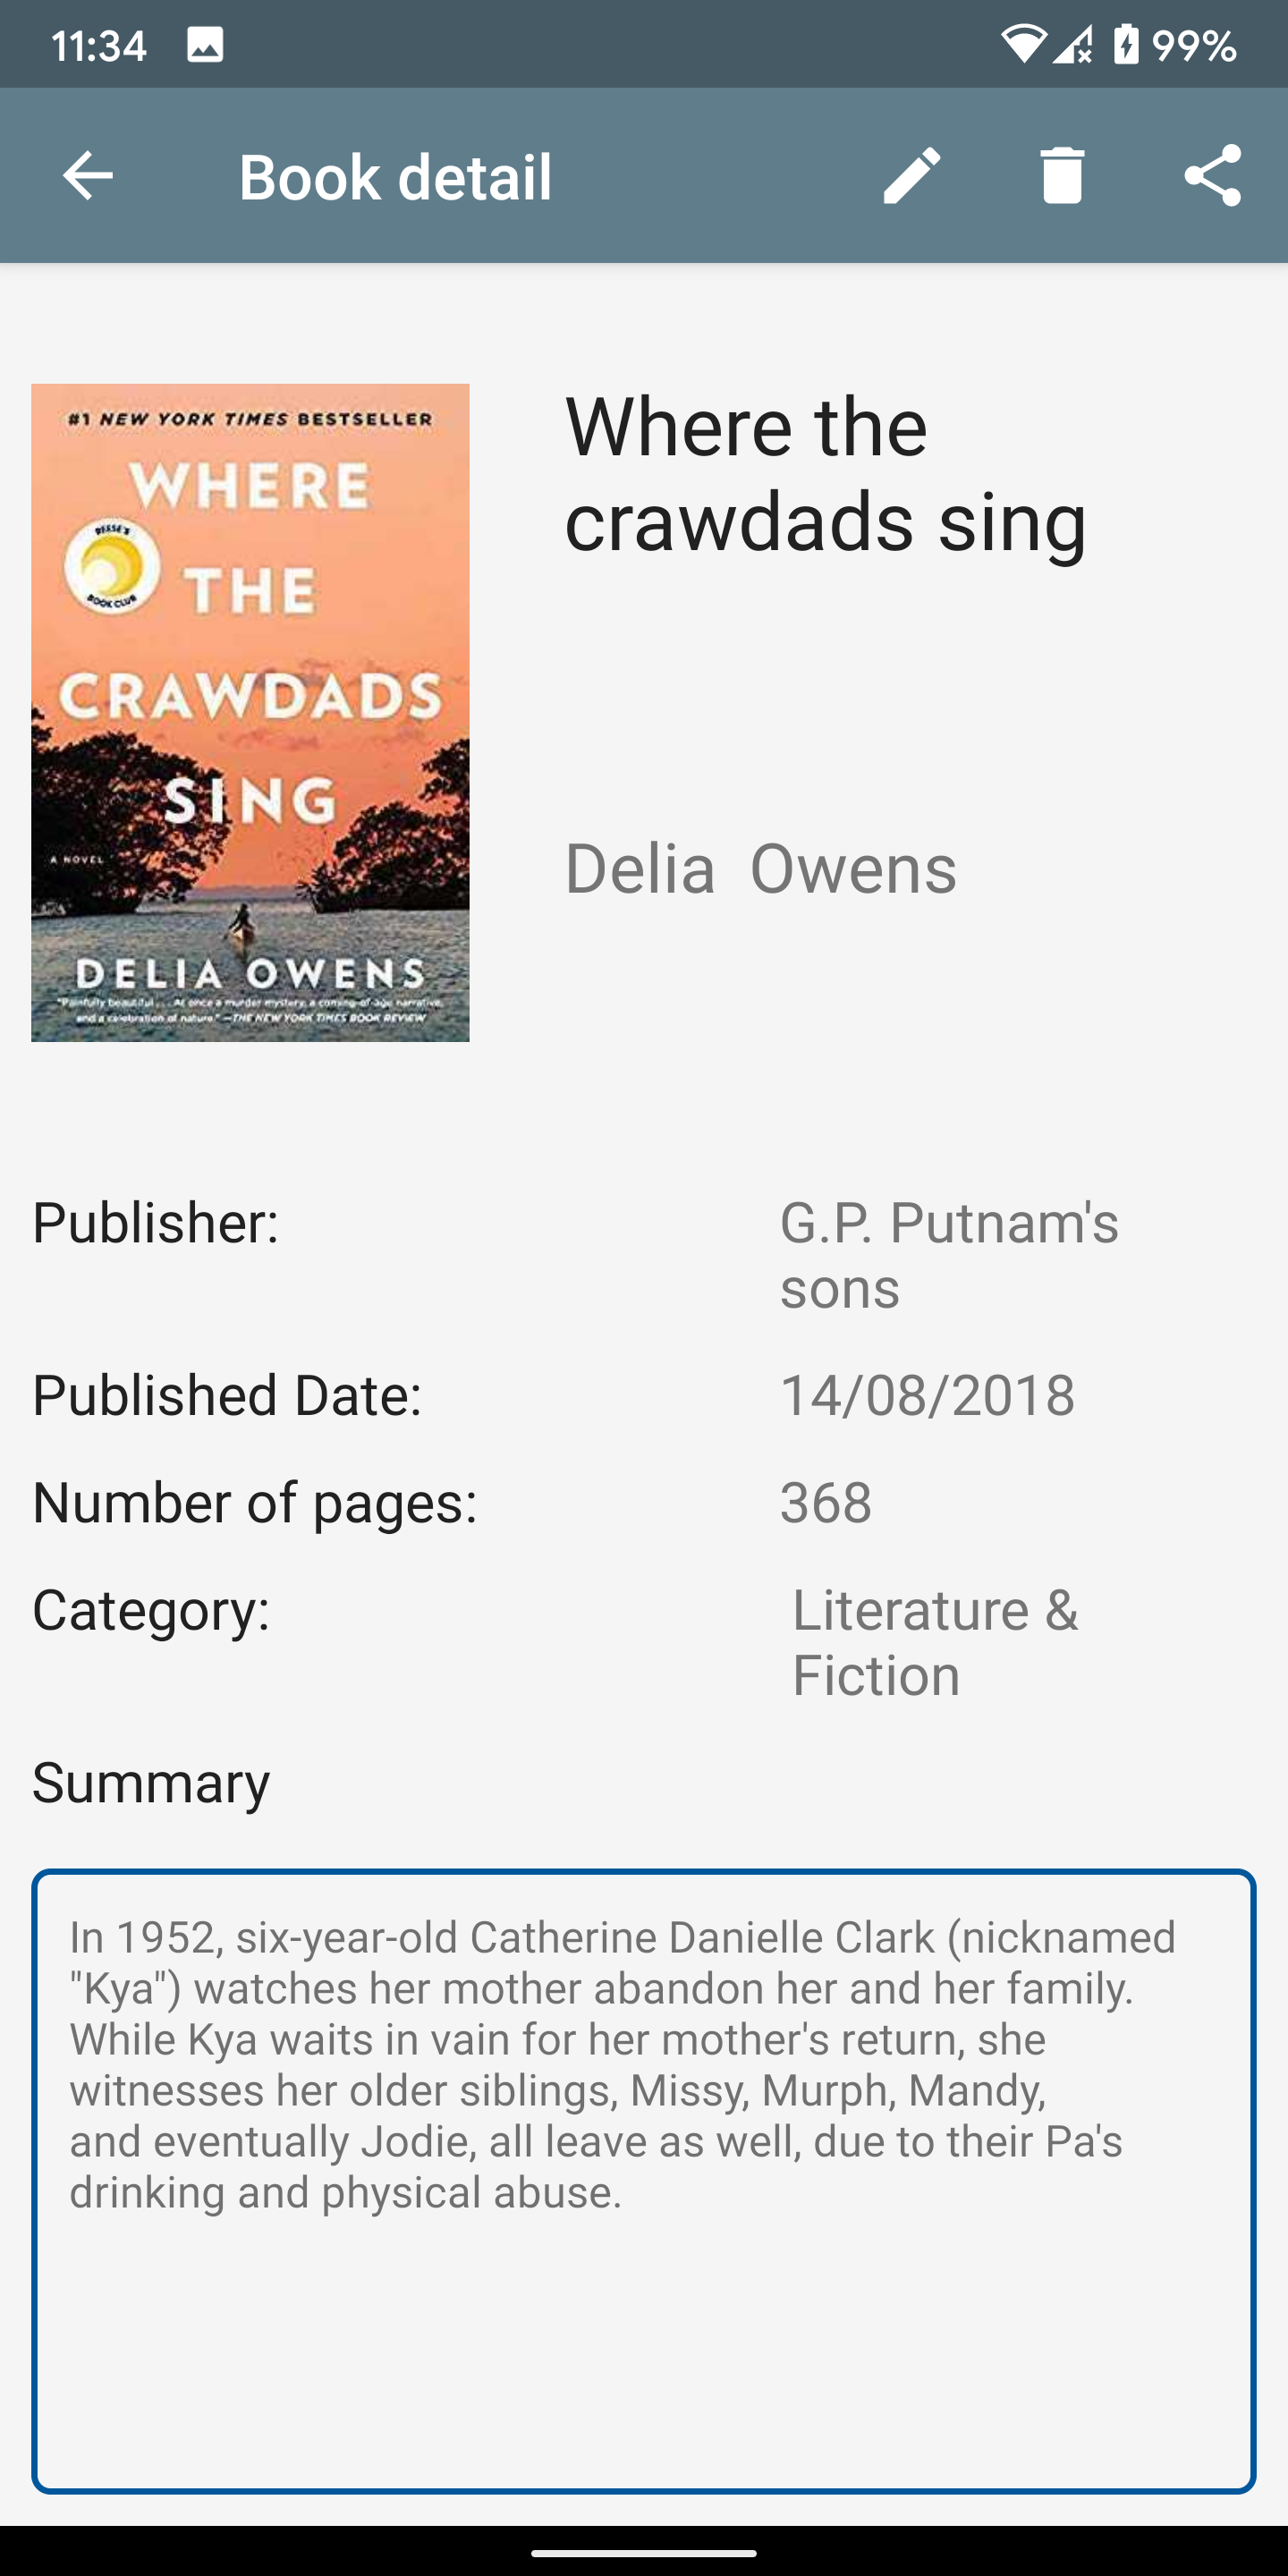 11:34
99%
Book detail
#1 NEW YORK TIMES BESTSELLER
WHERE
REESE'S
BOOK CLUB
THE
CRAWDADS
SING
A NOVEL
DELIA OWENS
"Painfully beautiful . . . At once a murder mystery, a coming-of-age narrative,
and a celebration of nature." —THE NEW YORK TIMES BOOK REVIEW
Where the
crawdads sing
Delia  Owens
Publisher:
G.P. Putnam's
sons
Published Date:
14/08/2018
Number of pages:
368
Category:
Literature &
Fiction
Summary
In 1952, six-year-old Catherine Danielle Clark (nicknamed
"Kya") watches her mother abandon her and her family.
While Kya waits in vain for her mother's return, she
witnesses her older siblings, Missy, Murph, Mandy,
and eventually Jodie, all leave as well, due to their Pa's
drinking and physical abuse.